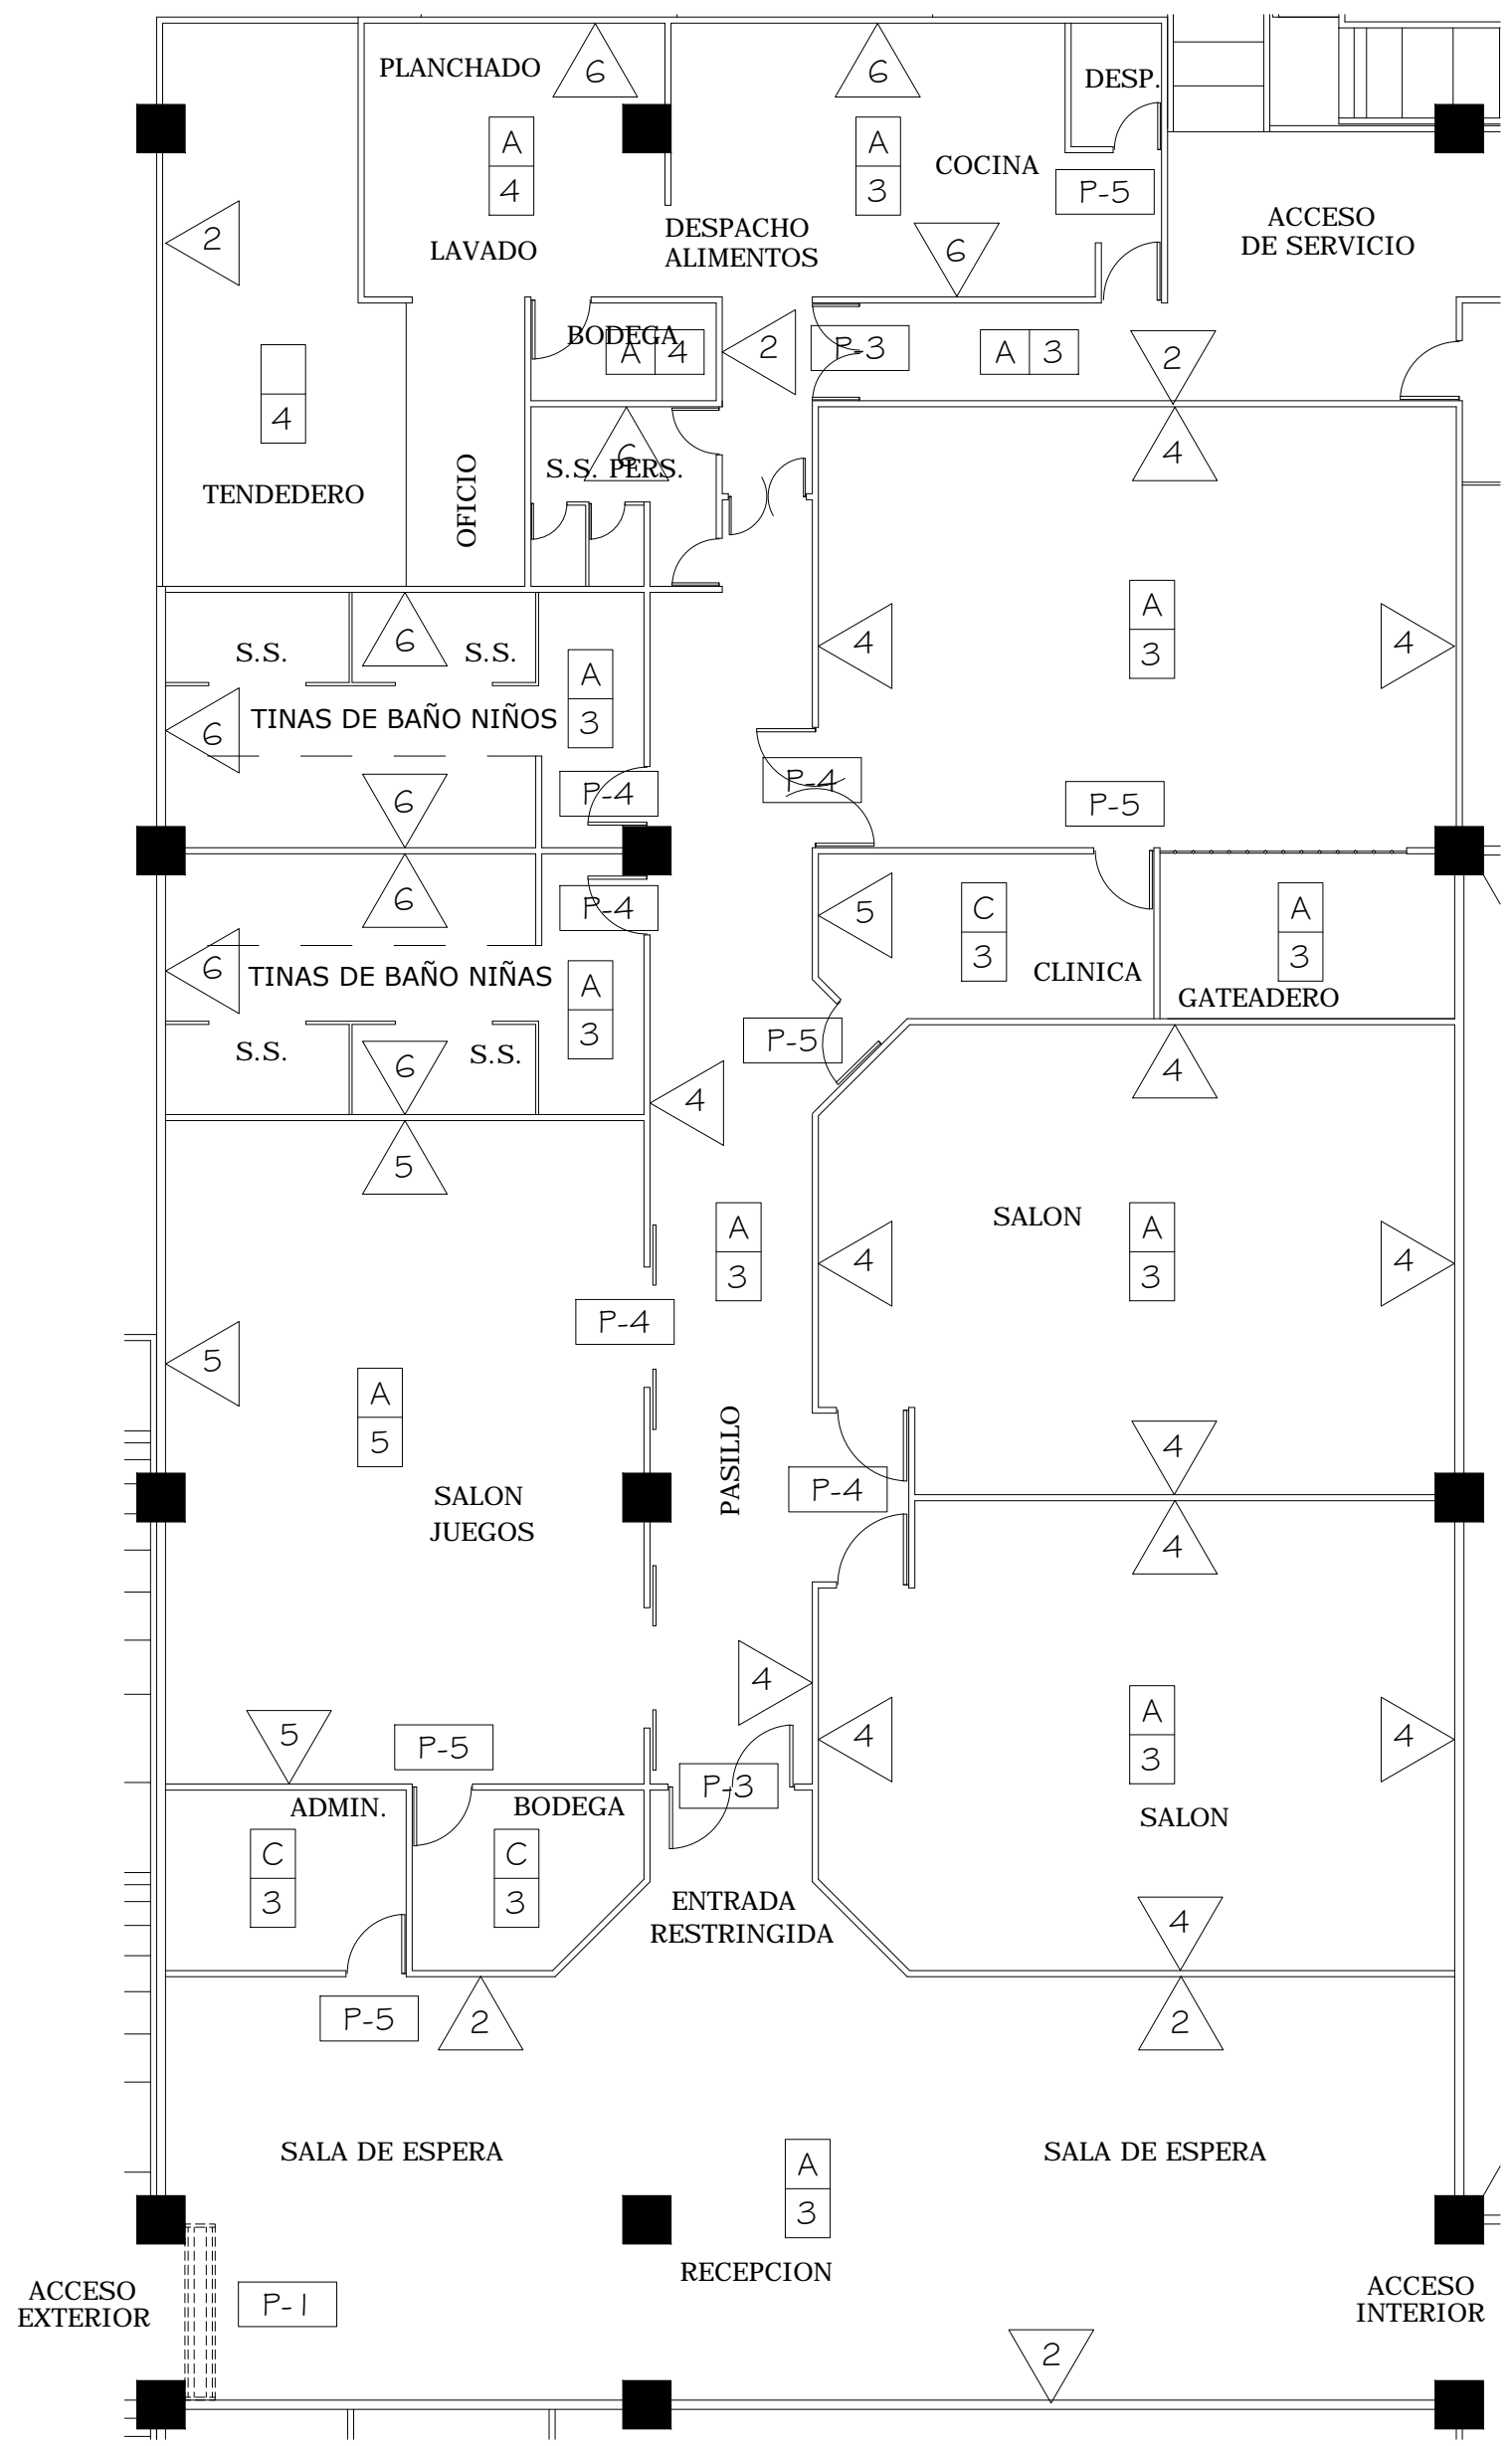 PLANCHADO
6
6
DESP.
A
4
A
3
COCINA
P-5
2
LAVADO
DESPACHO
ALIMENTOS
6
ACCESO
DE SERVICIO
BODEGA
A 4
2
P-3
A 3
2
4
S.S. PERS.
6
4
TENDEDERO
OFICIO
S.S.
6
S.S.
A
3
4
A
3
4
6
TINAS DE BAÑO NIÑOS
6
P-4
P-4
P-5
6
P-4
5
C
3
A
3
6
TINAS DE BAÑO NIÑAS
A
3
CLINICA
GATEADERO
S.S.
6
S.S.
P-5
4
4
5
A
3
SALON
A
3
4
4
P-4
5
A
5
PASILLO
4
SALON
JUEGOS
P-4
4
4
A
3
4
4
5
P-5
P-3
ADMIN.
BODEGA
SALON
C
3
C
3
ENTRADA
RESTRINGIDA
4
P-5
2
2
SALA DE ESPERA
A
3
SALA DE ESPERA
RECEPCION
ACCESO
EXTERIOR
P-1
ACCESO
INTERIOR
2